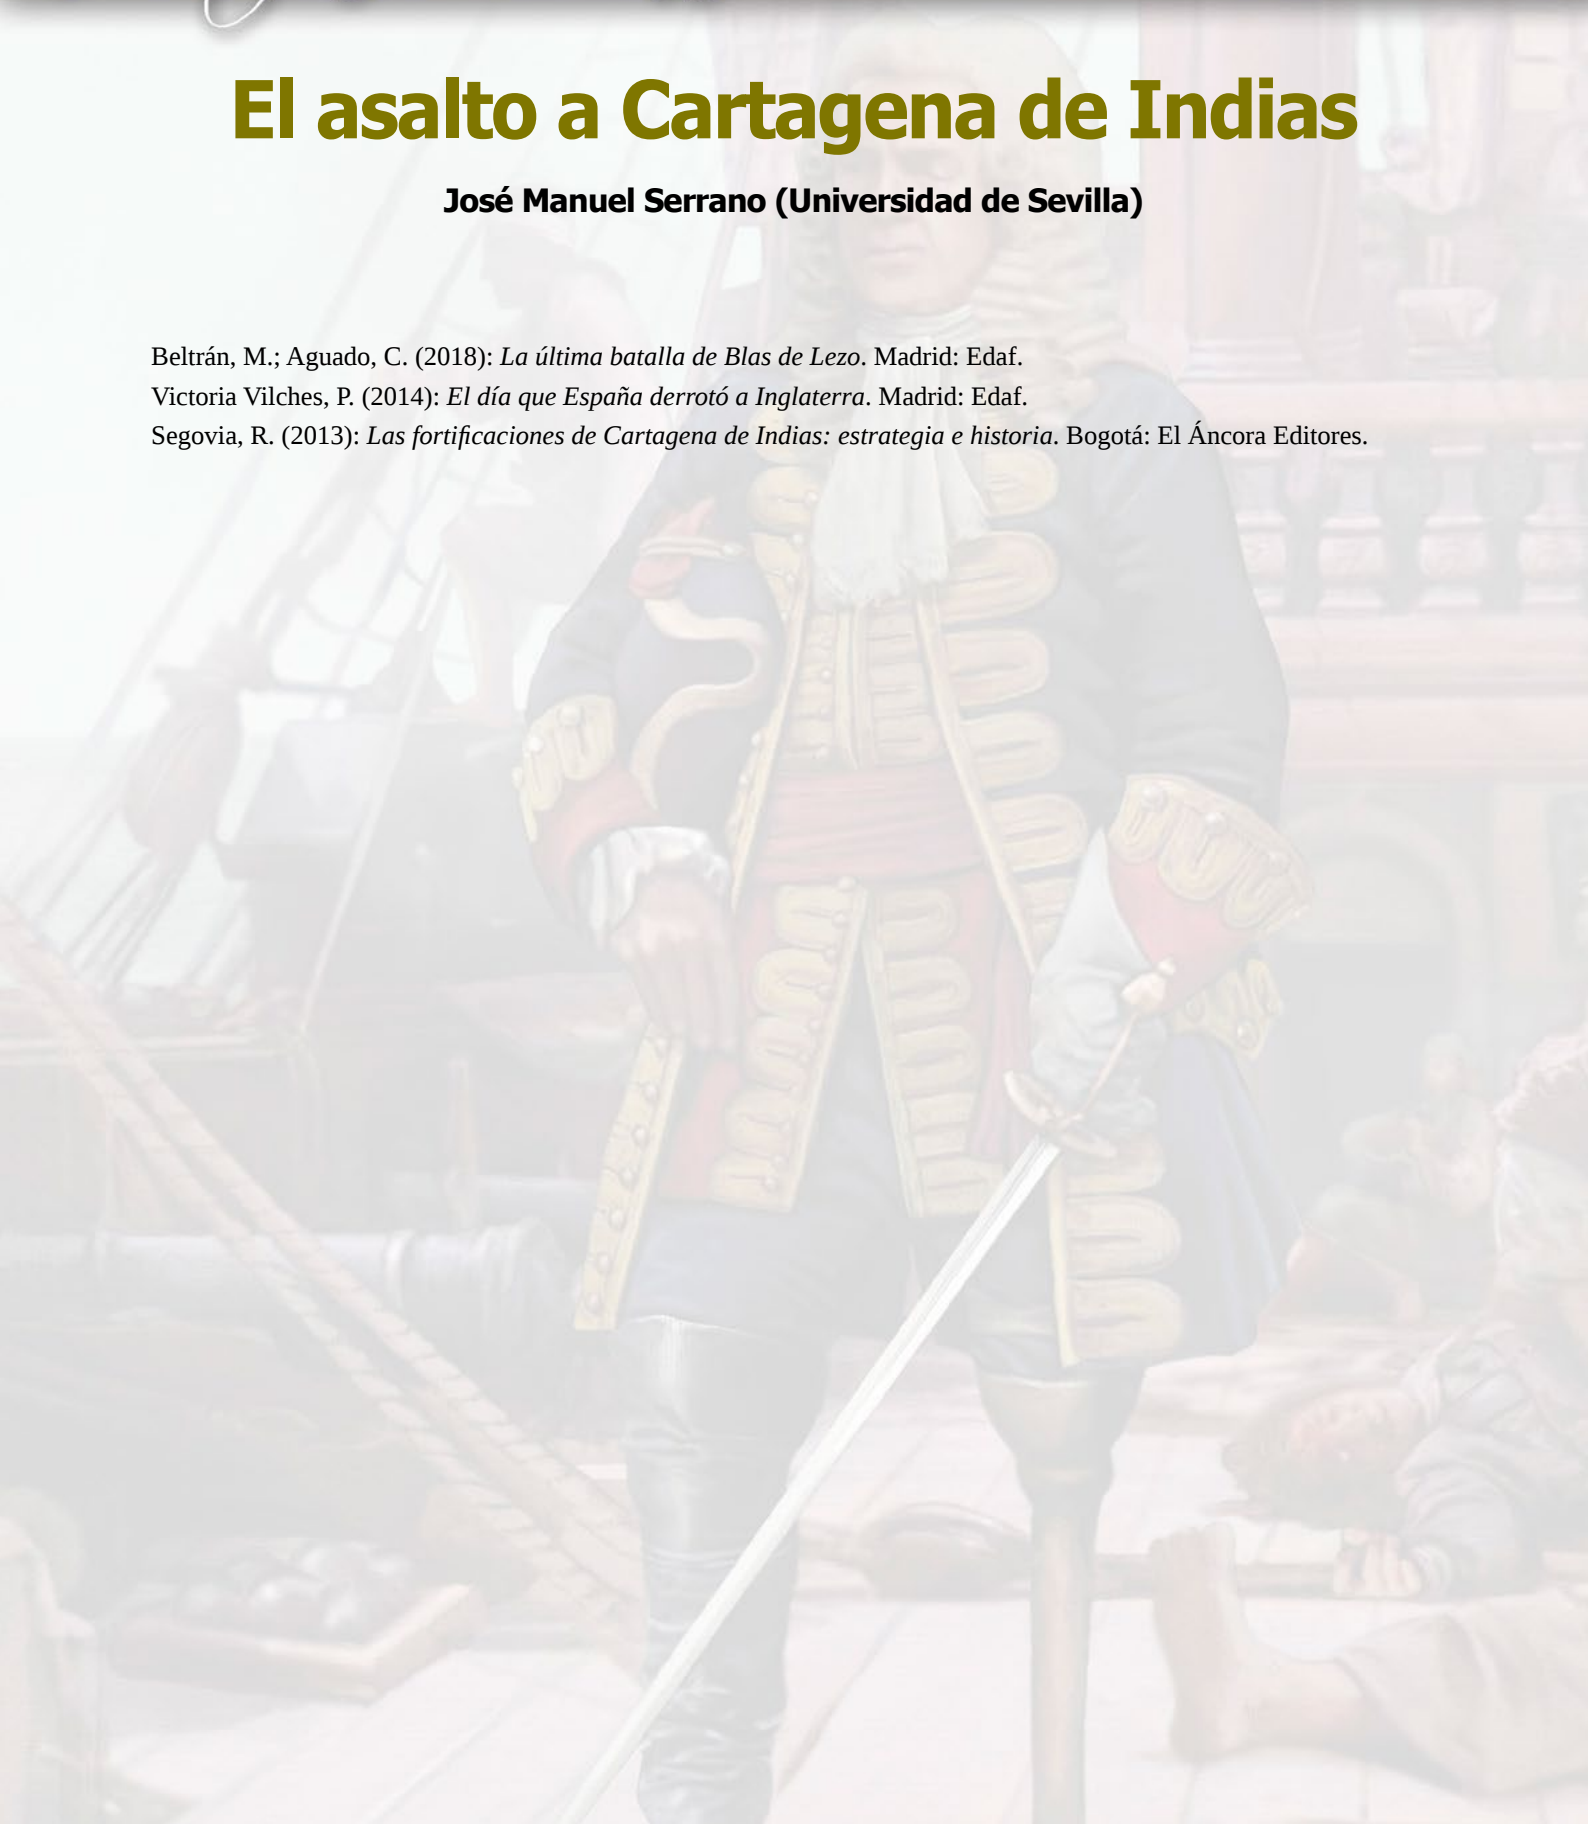 El asalto a Cartagena de Indias
José Manuel Serrano (Universidad de Sevilla)
Beltrán, M.; Aguado, C. (2018): La última batalla de Blas de Lezo. Madrid: Edaf.
Victoria Vilches, P. (2014): El día que España derrotó a Inglaterra. Madrid: Edaf.
Segovia, R. (2013): Las fortificaciones de Cartagena de Indias: estrategia e historia. Bogotá: El Áncora Editores.